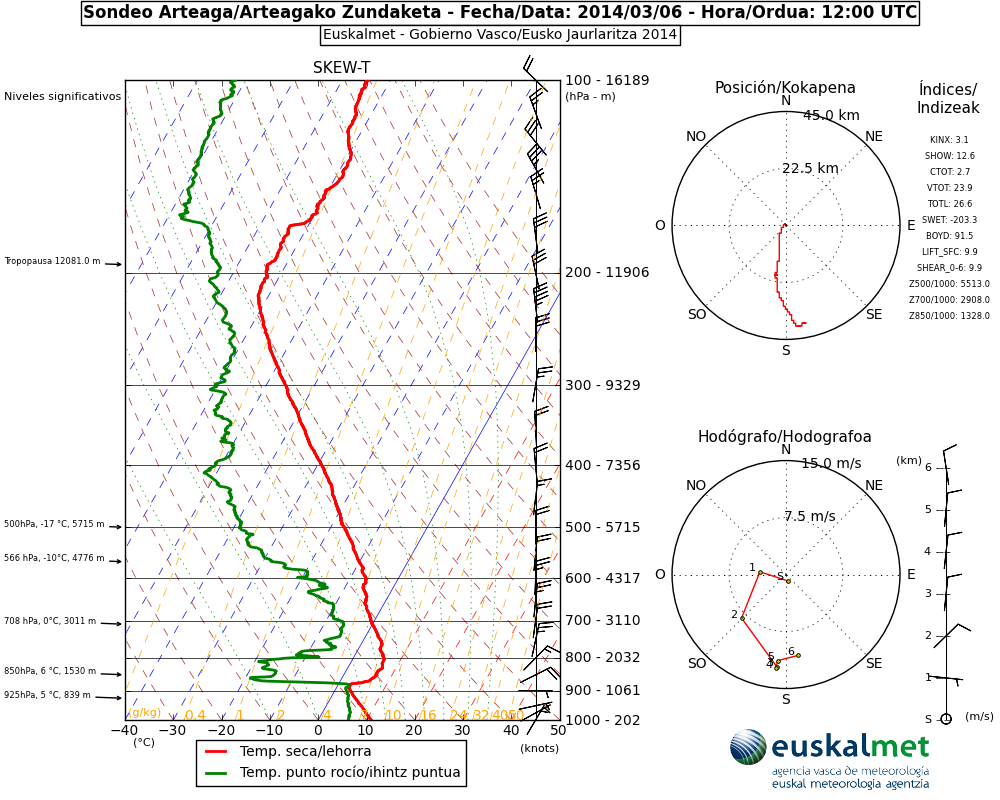 Sondeo Arteaga/Arteagako Zundaketa - Fecha/Data: 2014/03/06 - Hora/Ordua: 12:00 UTC
Euskalmet - Gobierno Vasco/Eusko Jaurlaritza 2014
SKEW-T
Niveles significativos
Tropopausa 12081.0 m
500hPa, -17 °C, 5715 m
566 hPa, -10°C, 4776 m
708 hPa, 0°C, 3011 m
850hPa, 6 °C, 1530 m
925hPa, 5 °C, 839 m
100 - 16189
(hPa - m)
200 - 11906
300 - 9329
400 - 7356
500 - 5715
600 - 4317
700 - 3110
800 - 2032
900 - 1061
1000 - 202
(g/kg) 0.4 1 2 4 10 16 24 32 40
−40 −30 −20 −10 0 10 20 30 40 50
(°C)
(knots)
Temp. seca/lehorra
Temp. punto rocío/ihintz puntua
Posición/Kokapena
N
45.0 km
NO NE
22.5 km
O E
SO SE
S
Índices/
Indizeak
KINX: 3.1
SHOW: 12.6
CTOT: 2.7
VTOT: 23.9
TOTL: 26.6
SWET: -203.3
BOYD: 91.5
LIFT_SFC: 9.9
SHEAR_0-6: 9.9
Z500/1000: 5513.0
Z700/1000: 2908.0
Z850/1000: 1328.0
Hodógrafo/Hodografoa
N
15.0 m/s
NO NE
7.5 m/s
1 S
O E
2
5 6
4
SO SE
S
(km)
6
5
4
3
2
1
S
(m/s)
euskalmet
agencia vasca de meteorología
euskal meteorologia agentzia